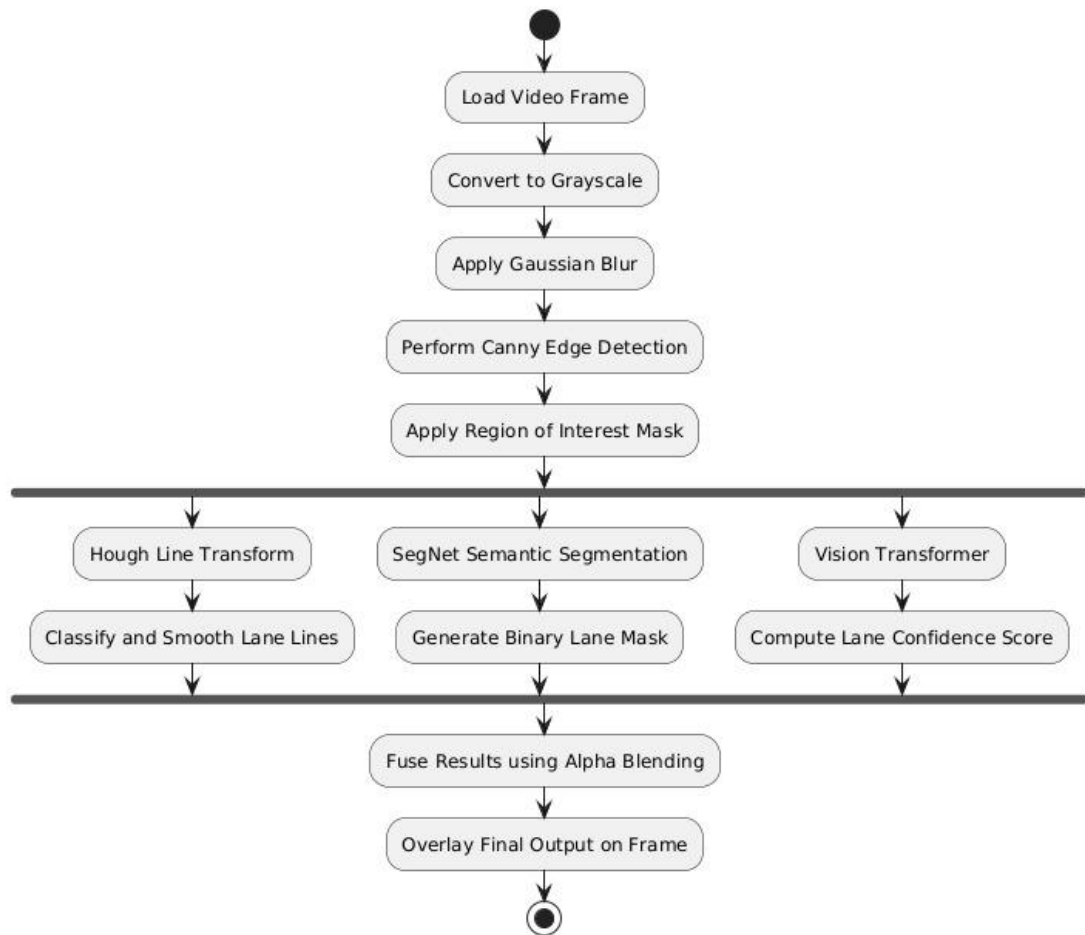 Load Video Frame
Convert to Grayscale
Apply Gaussian Blur
Perform Canny Edge Detection
Apply Region of Interest Mask
Hough Line Transform
SegNet Semantic Segmentation
Vision Transformer
Classify and Smooth Lane Lines
Generate Binary Lane Mask
Compute Lane Confidence Score
Fuse Results using Alpha Blending
Overlay Final Output on Frame